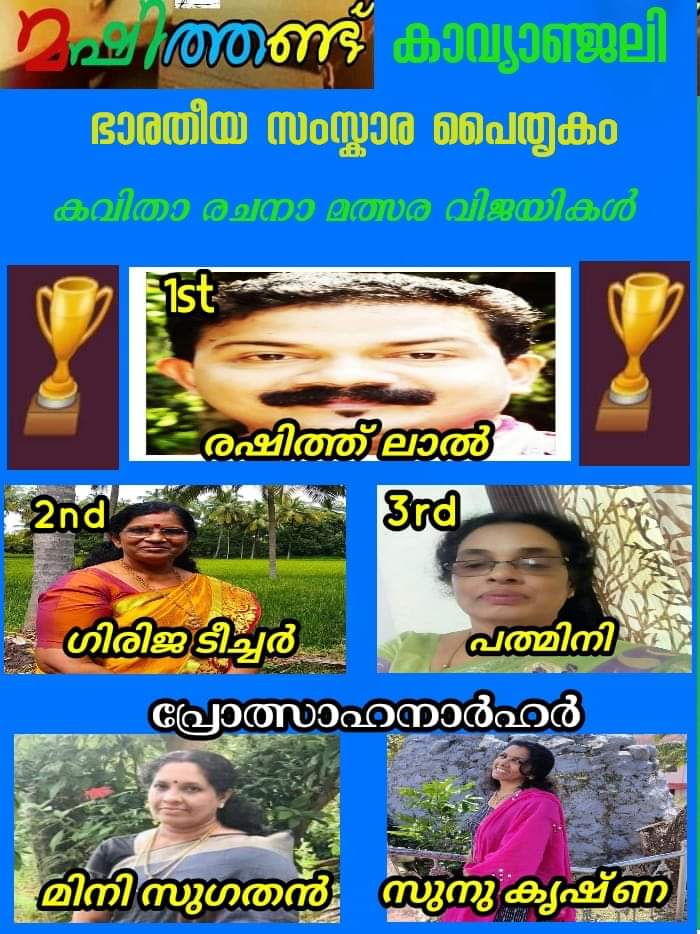 മഷിത്തണ്ട് കാവ്യാഞ്ജലി
ഭാരതീയ സംസ്കാര പൈതൃകം
കവിതാ രചനാ മത്സര വിജയികൾ
1st
രഷിത്ത് ലാൽ
2nd
ഗിരിജ ടീച്ചർ
3rd
പത്മിനി
പ്രോത്സാഹനാർഹർ
മിനി സുഗതൻ
സുനു കൃഷ്ണ